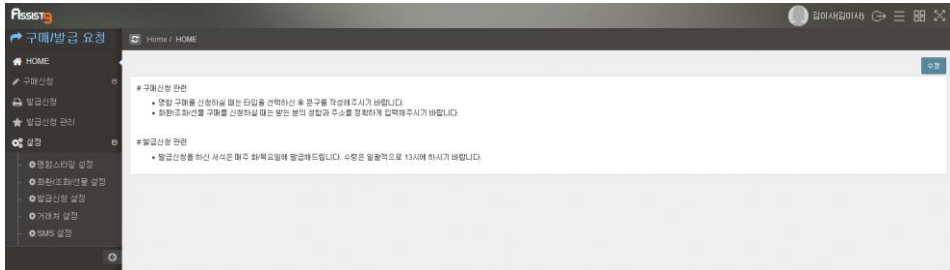 Assist9
김이사(김이사)
구매/발급 요청
Home / HOME
HOME
수정
구매신청
발급신청
발급신청 관리
설정
명함스타일 설정
화환/조화/선물 설정
발급신청 설정
거래처 설정
SMS 설정
# 구매신청 관련
명함 구매를 신청하실 때는 타입을 선택하신 후 문구를 작성해주시기 바랍니다.
화환/조화/선물 구매를 신청하실 때는 받는 분의 성함과 주소를 정확하게 입력해주시기 바랍니다.
# 발급신청 관련
발급신청을 하신 서식은 매주 화/목요일에 발급해드립니다. 수령은 일괄적으로 13시에 하시기 바랍니다.